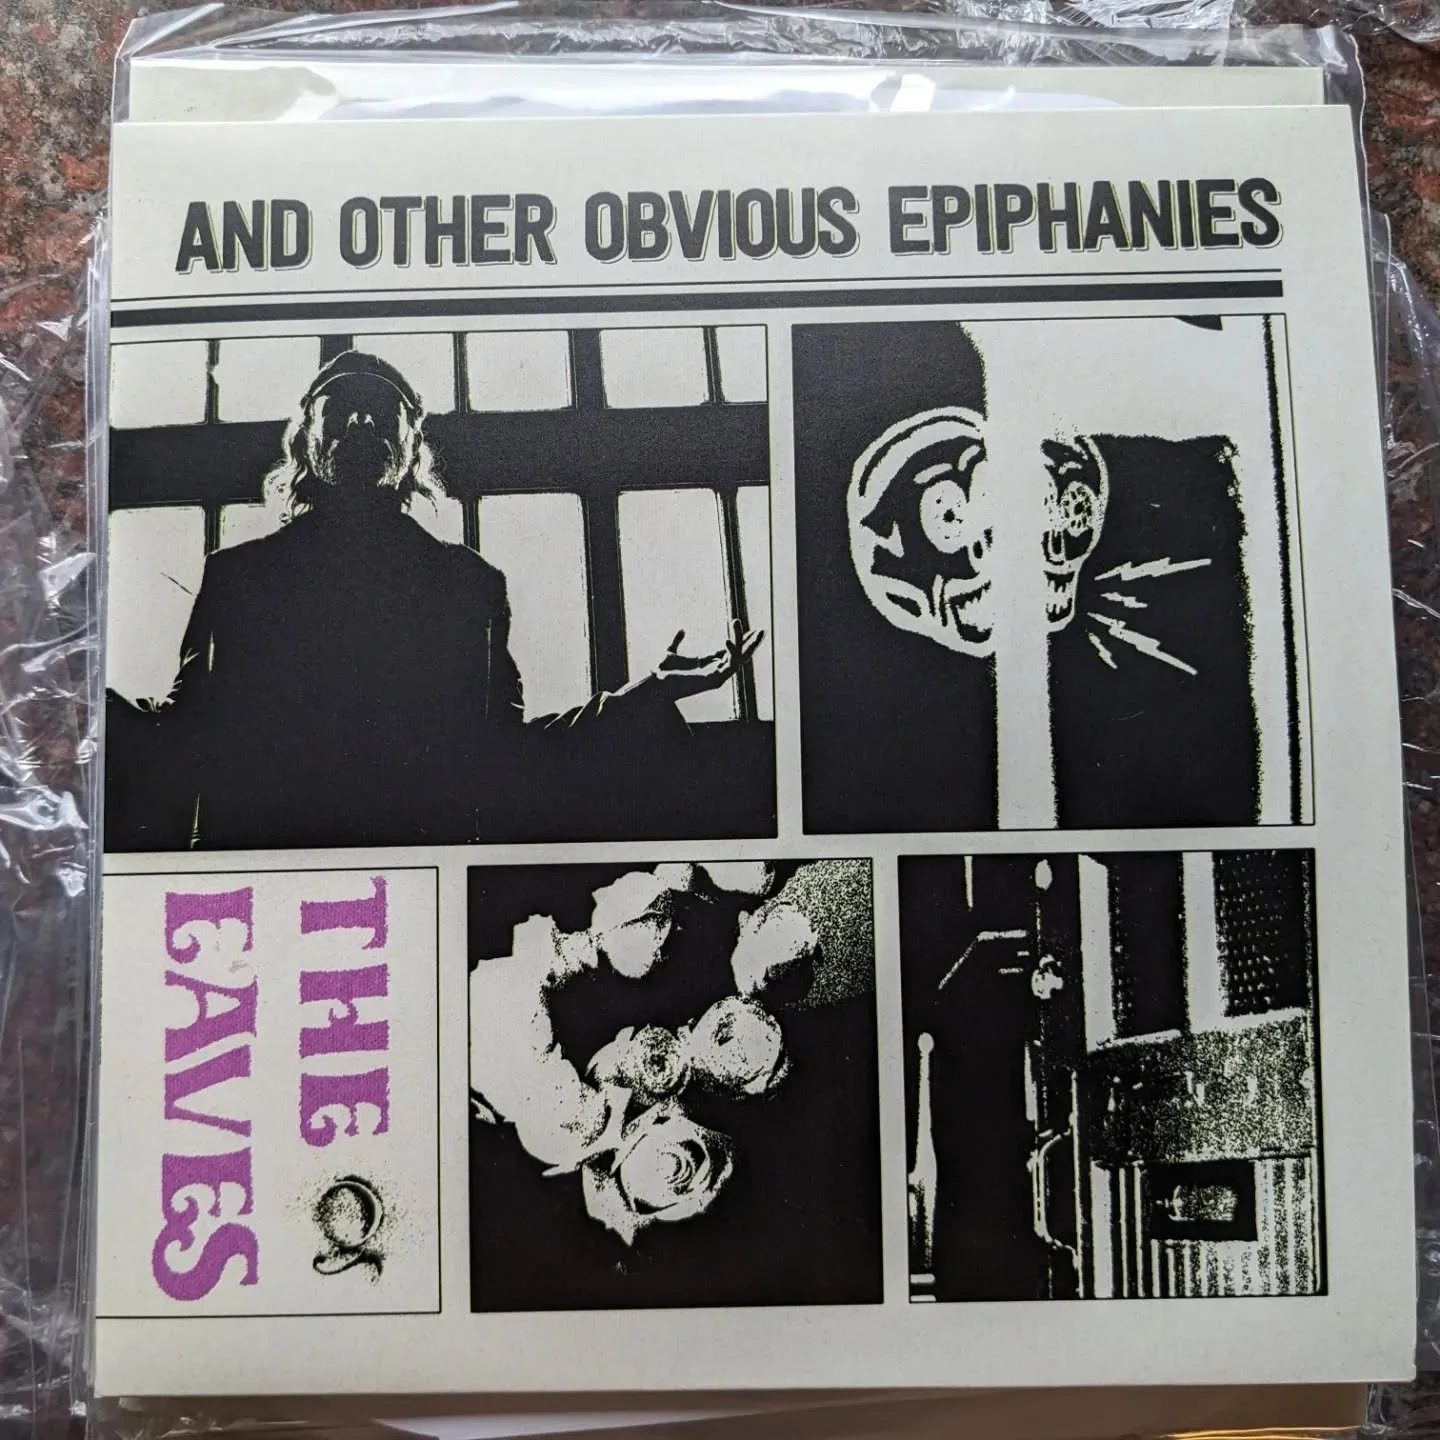 AND OTHER OBVIOUS EPIPHANIES
THE
EAVES